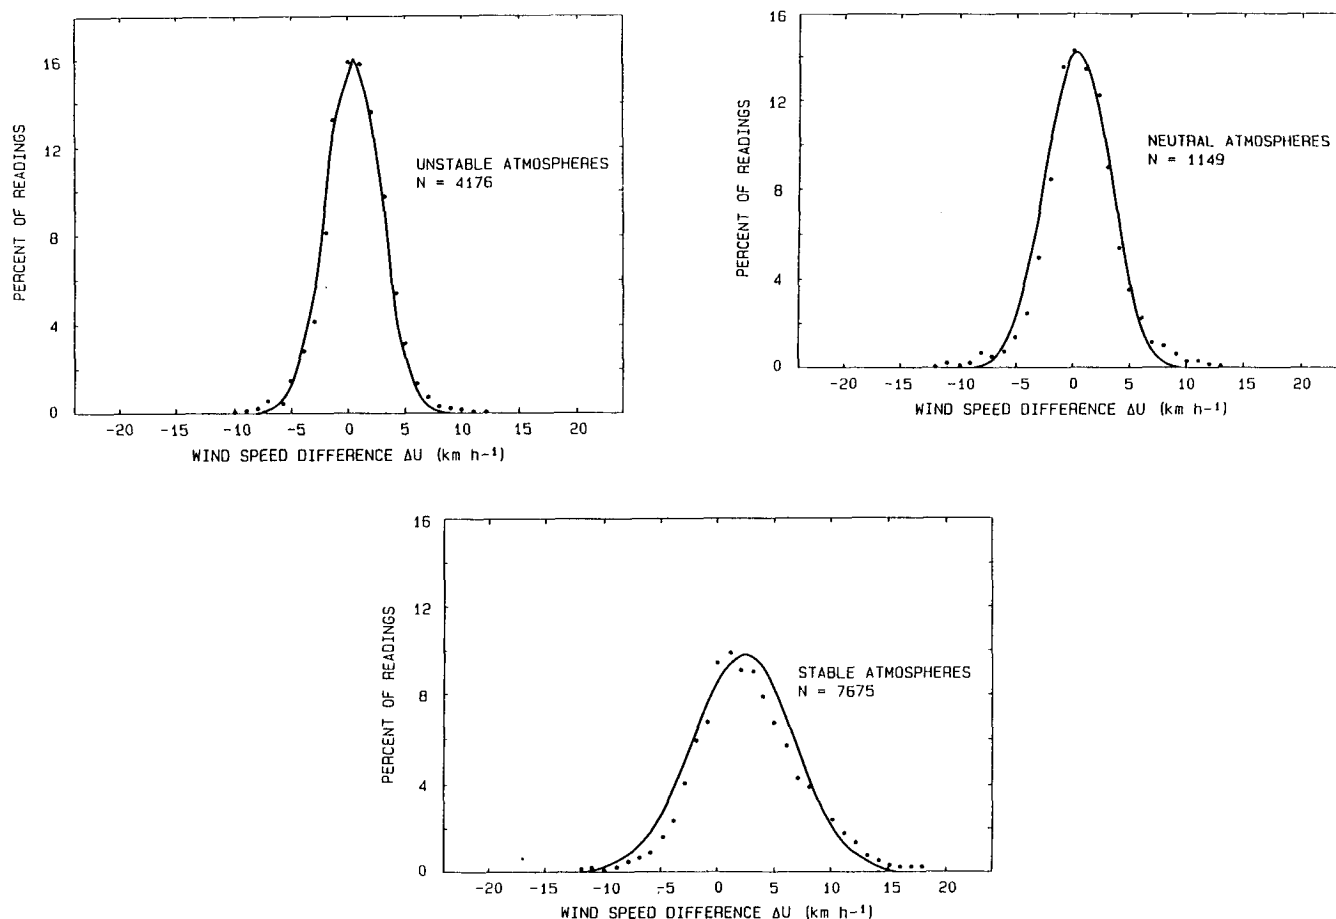 16
12
8
4
0
PERCENT OF READINGS
UNSTABLE ATMOSPHERES
N = 4176
-20 -15 -10 -5 0 5 10 15 20
WIND SPEED DIFFERENCE ΔU (km h⁻¹)
16
12
8
4
0
PERCENT OF READINGS
NEUTRAL ATMOSPHERES
N = 1149
-20 -15 -10 -5 0 5 10 15 20
WIND SPEED DIFFERENCE ΔU (km h⁻¹)
16
12
8
4
0
PERCENT OF READINGS
STABLE ATMOSPHERES
N = 7675
-20 -15 -10 -5 0 5 10 15 20
WIND SPEED DIFFERENCE ΔU (km h⁻¹)